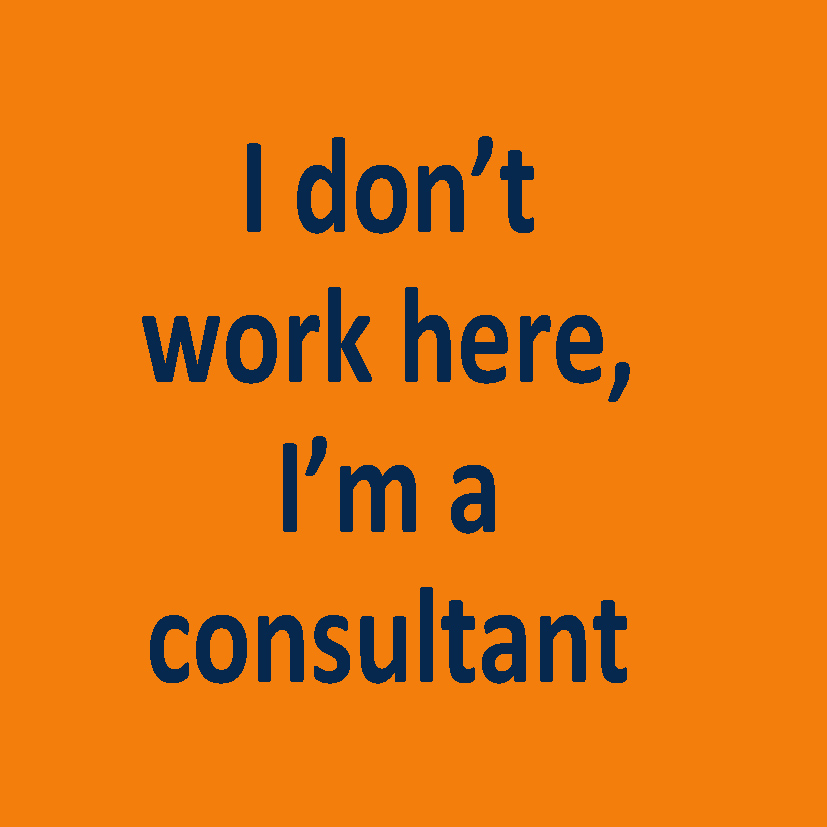 I don’t
work here,
I’m a
consultant